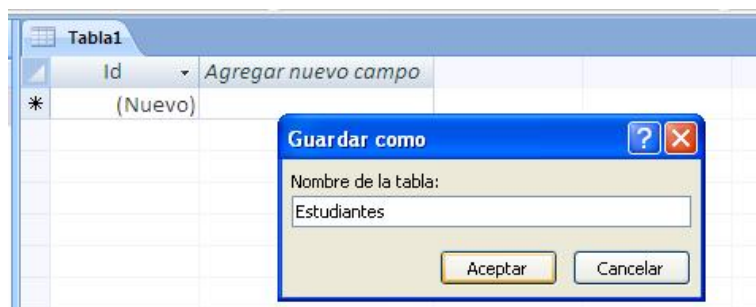 Tabla1
Id Agregar nuevo campo
* (Nuevo)
Guardar como ? X
Nombre de la tabla:
Estudiantes
Aceptar Cancelar